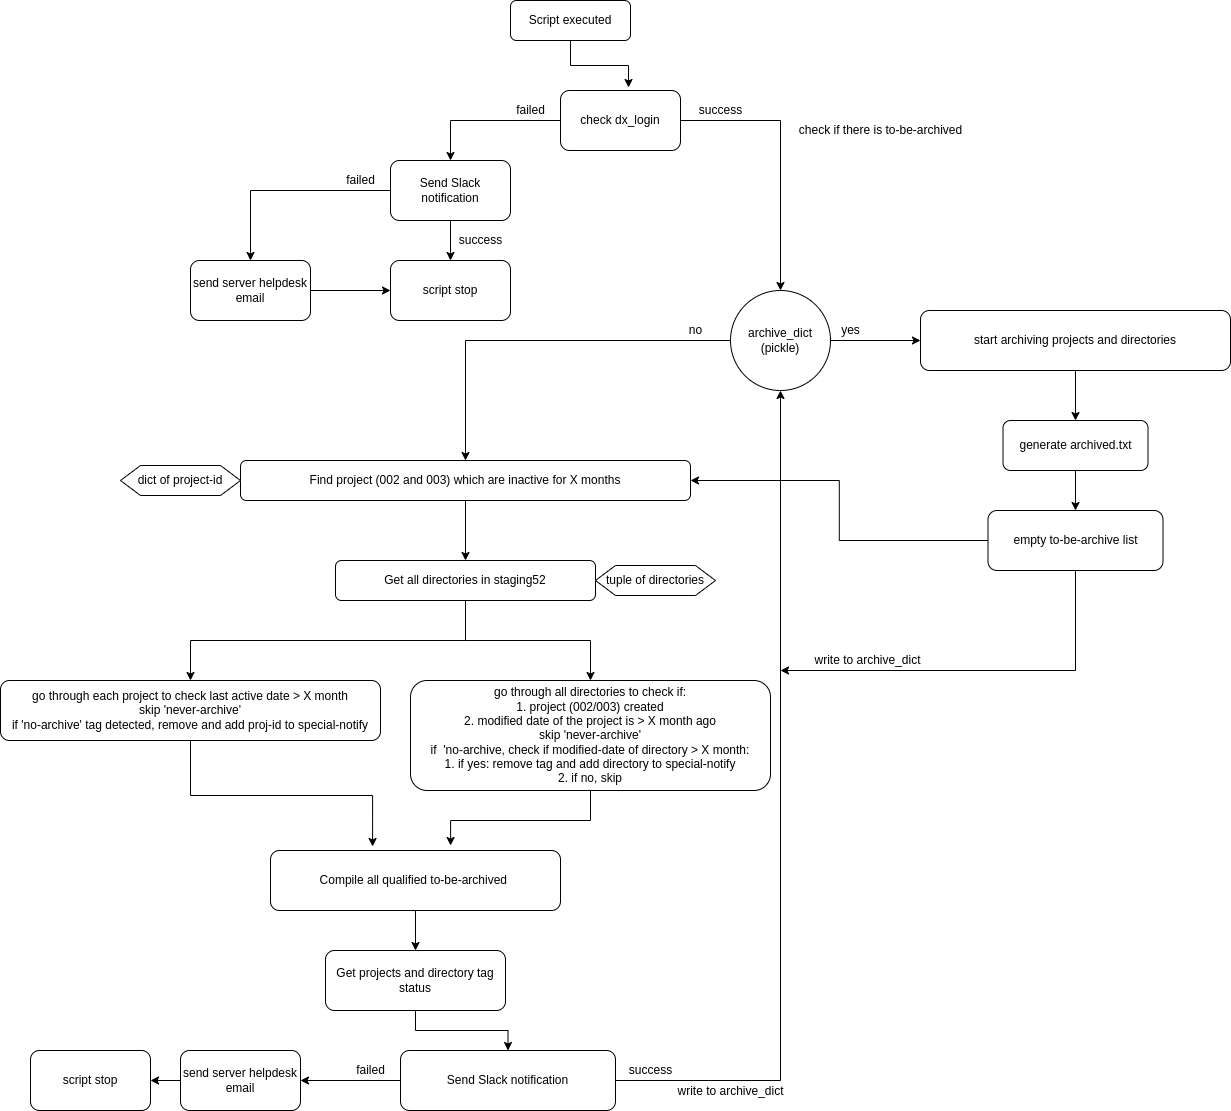 Script executed
check dx_login
failed
success
check if there is to-be-archived
Send Slack
notification
failed
success
send server helpdesk
email
script stop
archive_dict
(pickle)
no
yes
start archiving projects and directories
generate archived.txt
empty to-be-archive list
write to archive_dict
dict of project-id
Find project (002 and 003) which are inactive for X months
Get all directories in staging52
tuple of directories
go through each project to check last active date > X month
skip 'never-archive'
if 'no-archive' tag detected, remove and add proj-id to special-notify
go through all directories to check if:
1. project (002/003) created
2. modified date of the project is > X month ago
skip 'never-archive'
if  'no-archive, check if modified-date of directory > X month:
1. if yes: remove tag and add directory to special-notify
2. if no, skip
Compile all qualified to-be-archived
Get projects and directory tag
status
Send Slack notification
failed
success
write to archive_dict
send server helpdesk
email
script stop